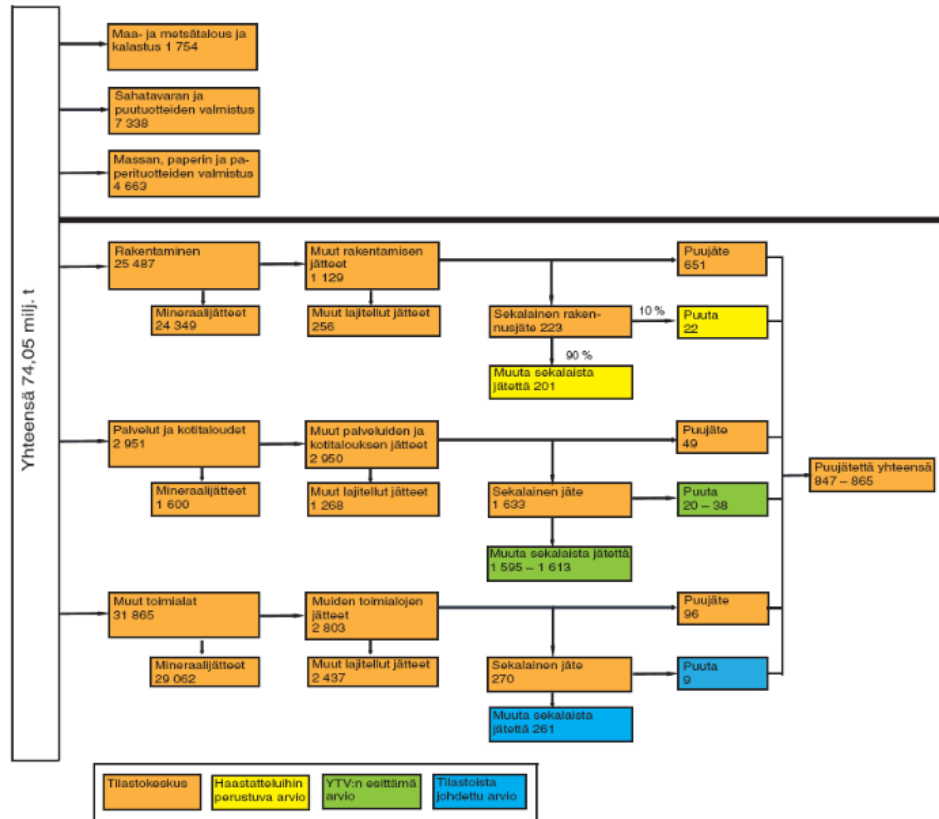 Yhteensä 74,05 milj. t
Maa- ja metsätalous ja
kalastus 1 754
Sahatavaran ja
puutuotteiden valmistus
7 338
Massan, paperin ja pa-
perituotteiden valmistus
4 663
Rakentaminen
25 487
Mineraalijätteet
24 349
Muut rakentamisen
jätteet
1 129
Muut lajitellut jätteet
256
Sekalainen raken-
nusjäte 223
10 %
90 %
Muuta sekalaista
jätettä 201
Puujäte
651
Puuta
22
Palvelut ja kotitaloudet
2 951
Mineraalijätteet
1 600
Muut palveluiden ja
kotitalouksen jätteet
2 950
Muut lajitellut jätteet
1 268
Sekalainen jäte
1 633
Muuta sekalaista jätettä
1 595 – 1 613
Puujäte
49
Puuta
20 – 38
Puujätettä yhteensä
847 – 865
Muut toimialat
31 865
Mineraalijätteet
29 062
Muiden toimialojen
jätteet
2 803
Muut lajitellut jätteet
2 437
Sekalainen jäte
270
Muuta sekalaista
jätettä 261
Puujäte
96
Puuta
9
Tilastokeskus
Haastatteluihin
perustuva arvio
YTV:n esittämä
arvio
Tilastoista
johdettu arvio